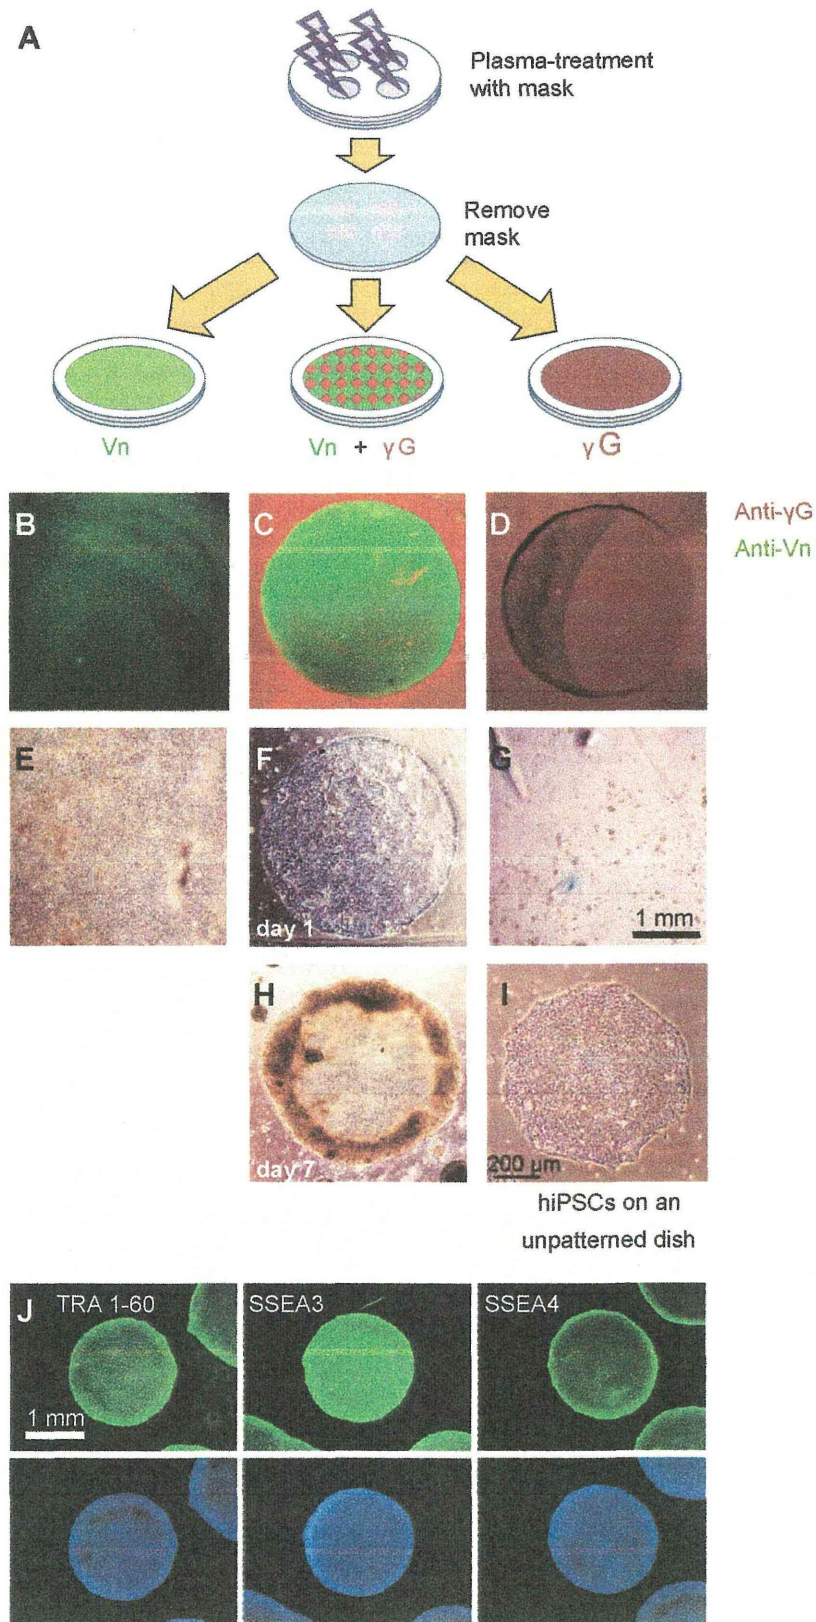 A
Plasma-treatment
with mask
Remove
mask
Vn
Vn + γG
γG
B
C
D
Anti-γG
Anti-Vn
E
F
G
day 1
1 mm
H
I
day 7
200 µm
hiPSCs on an
unpatterned dish
J
TRA 1-60
SSEA3
SSEA4
1 mm